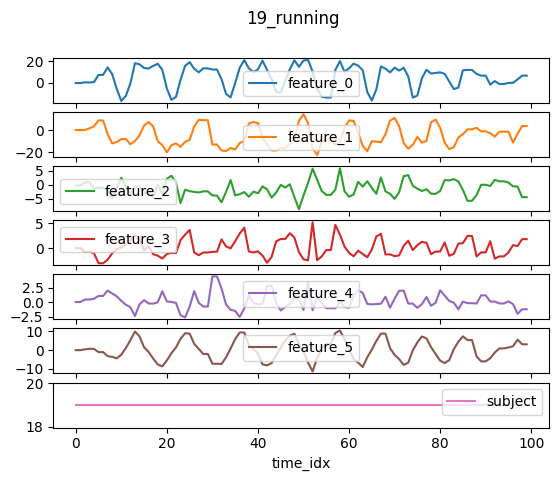 19_running
20
0
feature_0
0
−20
feature_1
5
0
−5
feature_2
5
0
feature_3
2.5
0.0
−2.5
feature_4
10
0
−10
feature_5
20
18
subject
0 20 40 60 80 100
time_idx